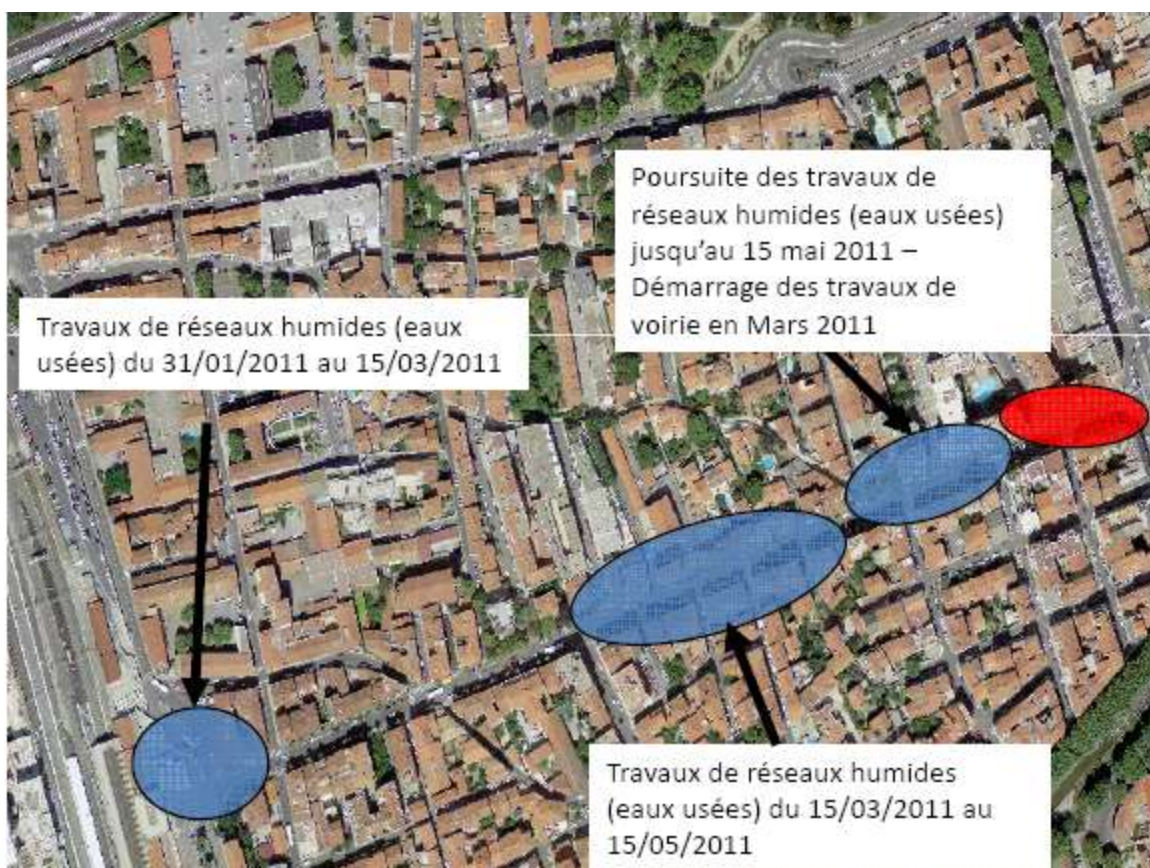 Poursuite des travaux de
réseaux humides (eaux usées)
jusqu'au 15 mai 2011 –
Démarrage des travaux de
voirie en Mars 2011
Travaux de réseaux humides (eaux
usées) du 31/01/2011 au 15/03/2011
Travaux de réseaux humides
(eaux usées) du 15/03/2011 au
15/05/2011